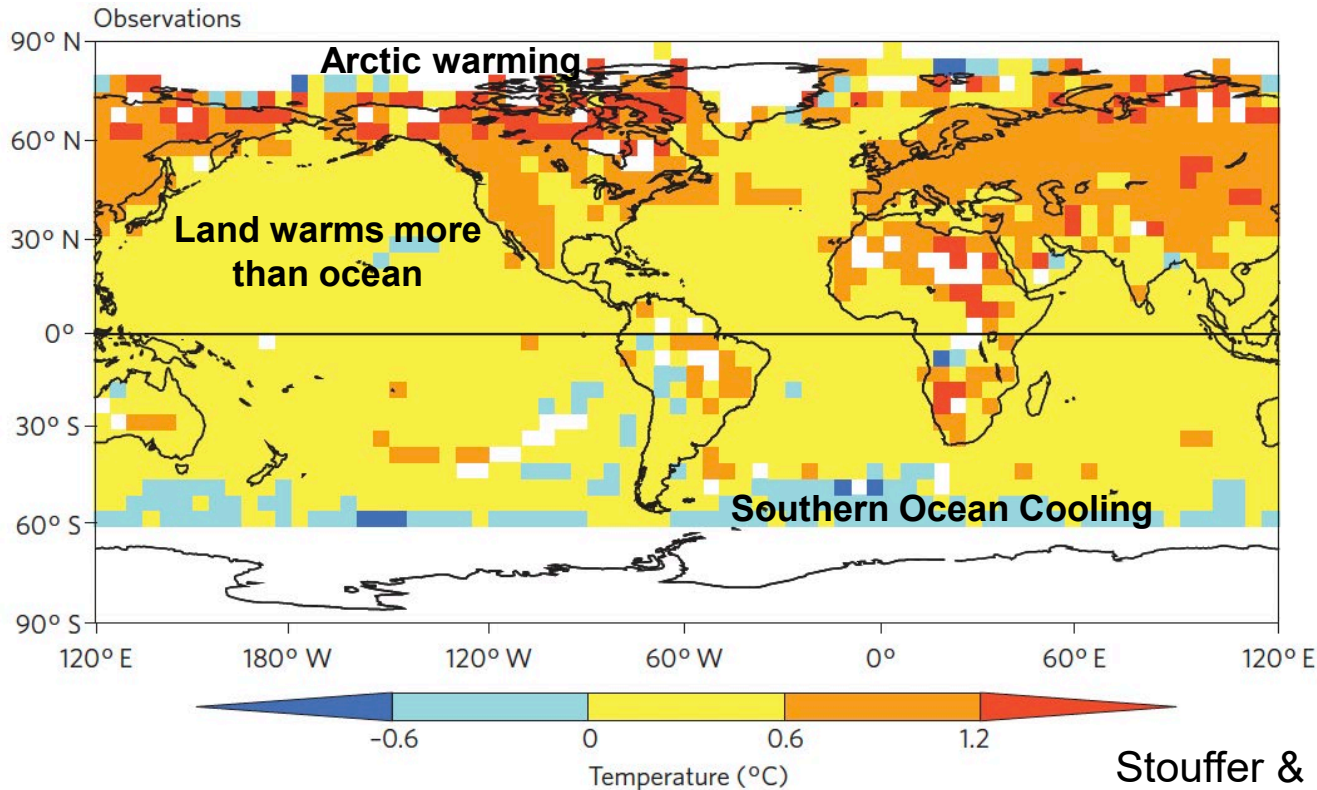 Observations
90° N
Arctic warming
60° N
Land warms more
than ocean
30° N
0°
30° S
Southern Ocean Cooling
60° S
90° S
120° E 180° W 120° W 60° W 0° 60° E 120° E
−0.6 0 0.6 1.2
Temperature (°C)
Stouffer &